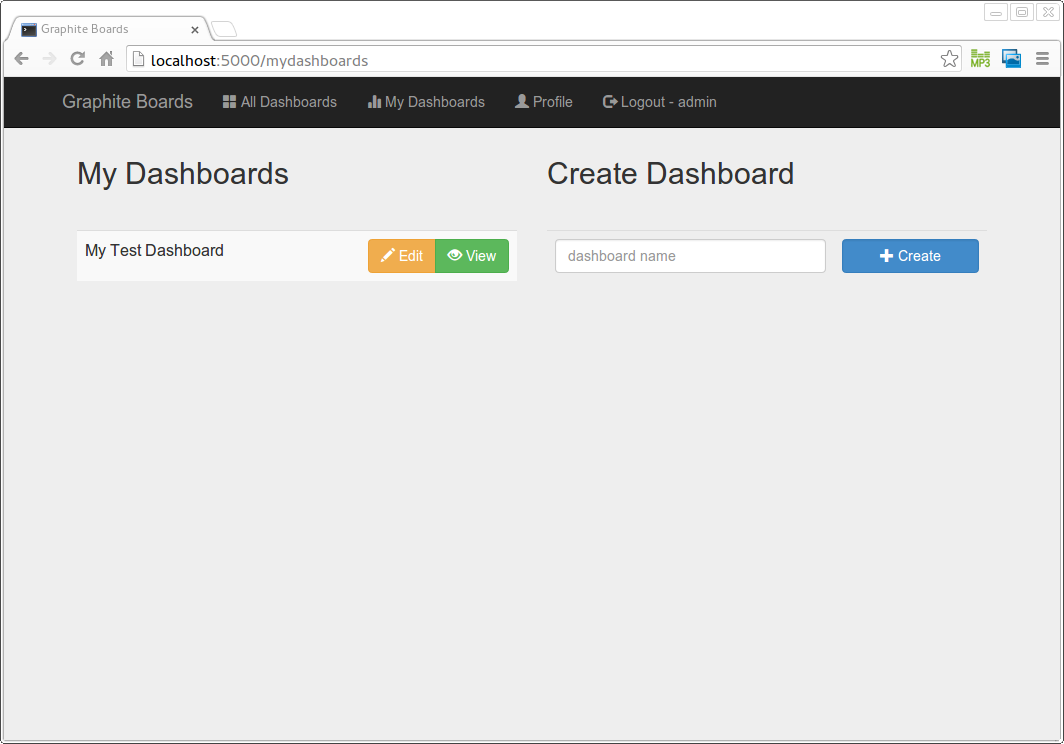 Graphite Boards
localhost:5000/mydashboards
MP3
Graphite Boards All Dashboards My Dashboards Profile Logout - admin
My Dashboards
Create Dashboard
My Test Dashboard Edit View
dashboard name Create